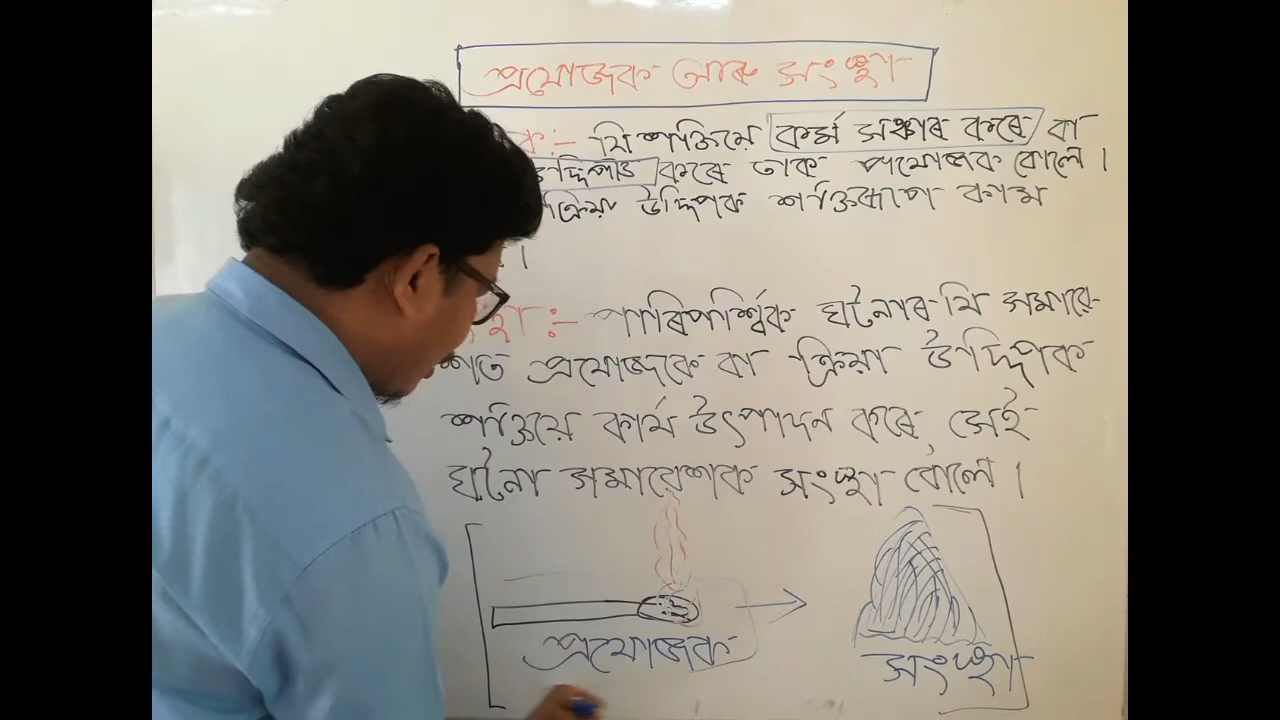 প্ৰযোজক আৰু সংস্থা
ক:- যি শক্তিয়ে কাৰ্য সঞ্চাৰ কৰে বা
উদ্দিপীত কৰে তাক প্ৰযোজক বোলে।
ক্ৰিয়া উদ্দিপক শক্তিৰূপে কাম
।
স্থা :- পাৰিপাৰ্শ্বিক ঘটনাৰ যি সমাৱে-
শত প্ৰযোজকে বা ক্ৰিয়া উদ্দিপক
শক্তিয়ে কাৰ্য উৎপাদন কৰে, সেই
ঘটনা সমাৱেশক সংস্থা বোলে।
প্ৰযোজক
সংস্থা